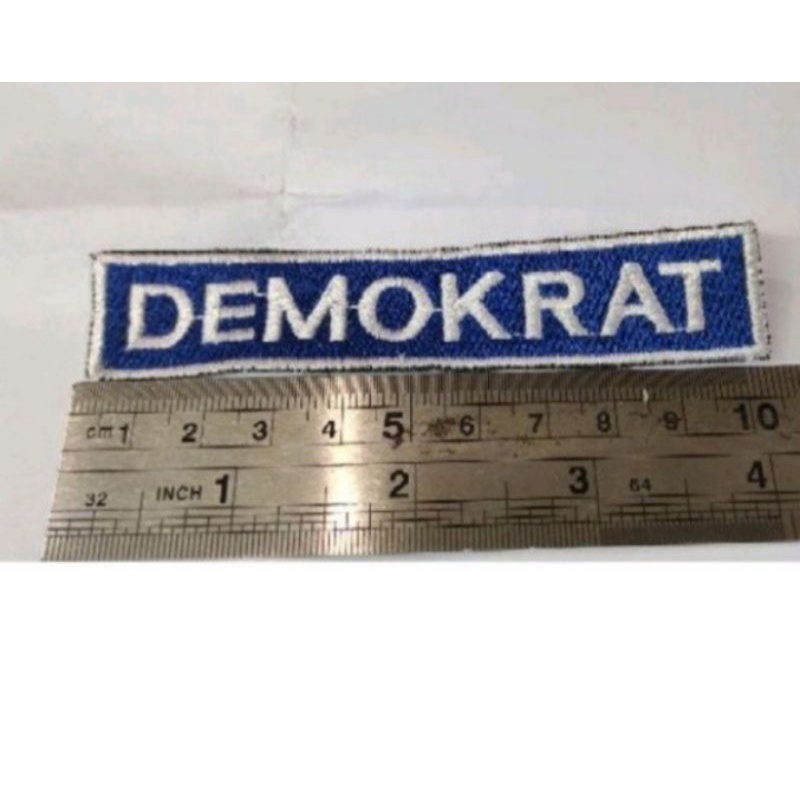 DEMOKRAT
cm 1 2 3 4 5 6 7 8 9 10
32 INCH 1 2 3 64 4